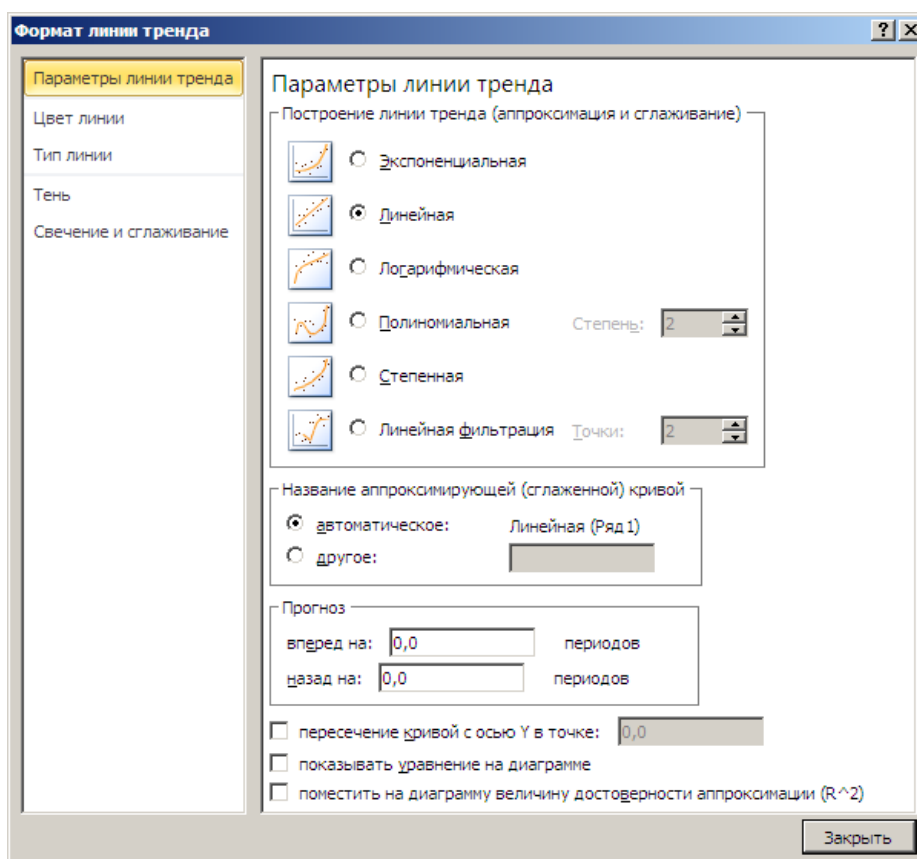 Формат линии тренда
Параметры линии тренда
Цвет линии
Тип линии
Тень
Свечение и сглаживание
Параметры линии тренда
Построение линии тренда (аппроксимация и сглаживание)
Экспоненциальная
Линейная
Логарифмическая
Полиномиальная Степень: 2
Степенная
Линейная фильтрация Точки: 2
Название аппроксимирующей (сглаженной) кривой
автоматическое: Линейная (Ряд1)
другое:
Прогноз
вперед на: 0,0 периодов
назад на: 0,0 периодов
пересечение кривой с осью Y в точке: 0,0
показывать уравнение на диаграмме
поместить на диаграмму величину достоверности аппроксимации (R^2)
Закрыть